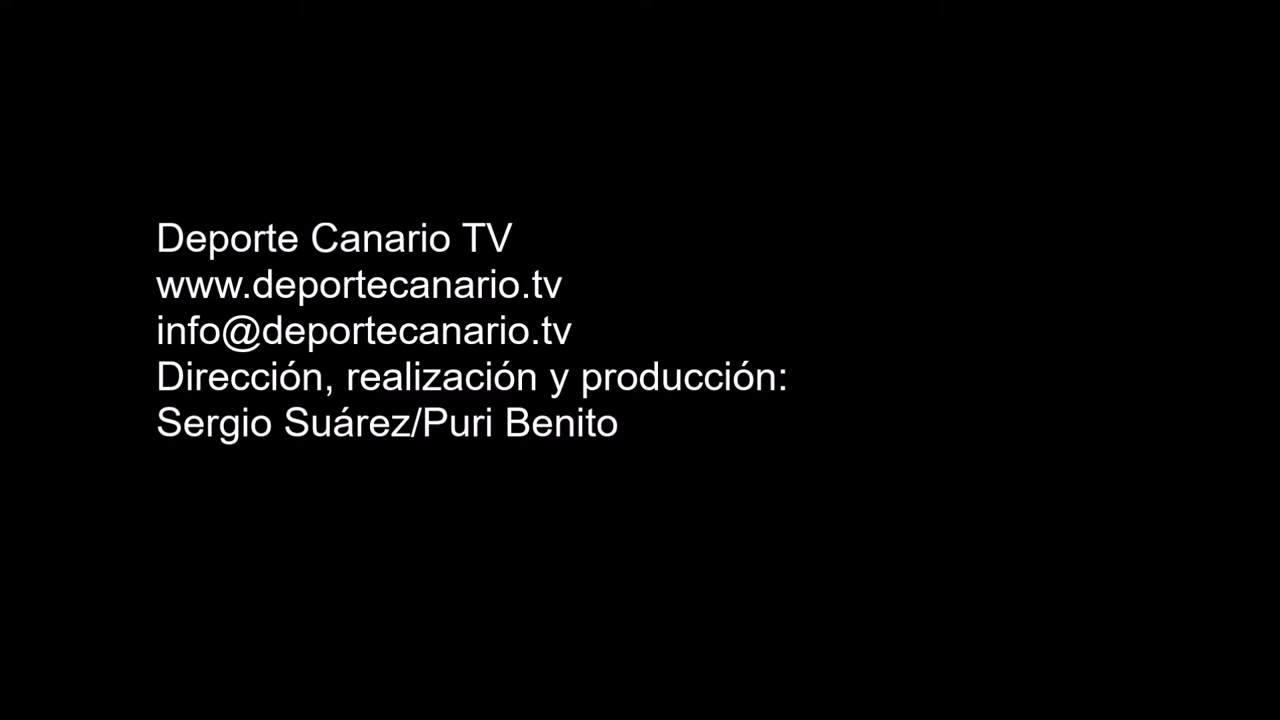 Deporte Canario TV
www.deportecanario.tv
info@deportecanario.tv
Dirección, realización y producción:
Sergio Suárez/Puri Benito